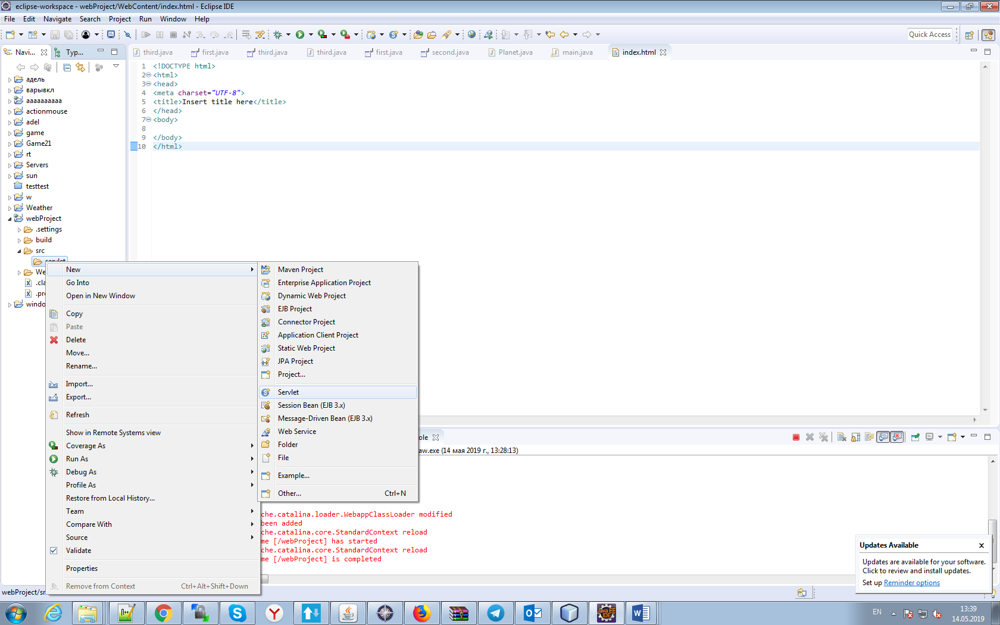 eclipse-workspace - webProject/WebContent/index.html - Eclipse IDE
File Edit Navigate Search Project Run Window Help
Quick Access
Navi... Typ...
third.java first.java third.java third.java first.java second.java Planet.java main.java index.html
адель
варывкл
aaaaaaaaaa
actionmouse
adel
game
Game21
rt
Servers
sun
testtest
w
Weather
webProject
.settings
build
src
servlet
We
.cla
.pro
windo
1 <!DOCTYPE html>
2 <html>
3 <head>
4 <meta charset="UTF-8">
5 <title>Insert title here</title>
6 </head>
7 <body>
8
9 </body>
10 </html>
New
Go Into
Open in New Window
Copy
Paste
Delete
Move...
Rename...
Import...
Export...
Refresh
Show in Remote Systems view
Coverage As
Run As
Debug As
Profile As
Restore from Local History...
Team
Compare With
Source
Validate
Properties
Remove from Context Ctrl+Alt+Shift+Down
Maven Project
Enterprise Application Project
Dynamic Web Project
EJB Project
Connector Project
Application Client Project
Static Web Project
JPA Project
Project...
Servlet
Session Bean (EJB 3.x)
Message-Driven Bean (EJB 3.x)
Web Service
Folder
File
Example...
Other... Ctrl+N
ole
aw.exe (14 мая 2019 г., 13:28:13)
che.catalina.loader.WebappClassLoader modified
been added
che.catalina.core.StandardContext reload
me [/webProject] has started
che.catalina.core.StandardContext reload
me [/webProject] is completed
Updates Available
Updates are available for your software.
Click to review and install updates.
Set up Reminder options
webProject/sr
Java EE
IDE
EN
13:39
14.05.2019